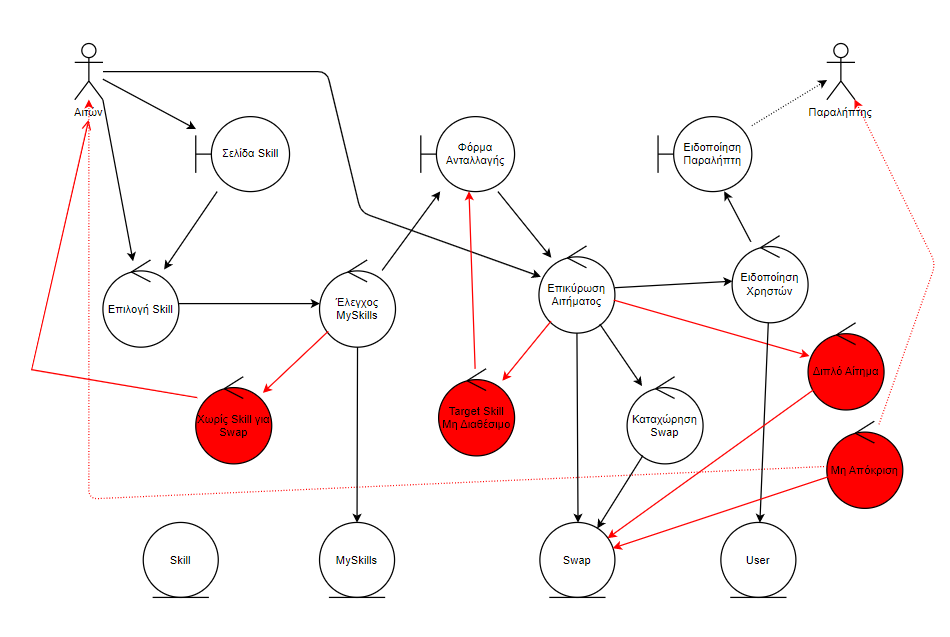 Αιτών
Παραλήπτης
Σελίδα Skill
Φόρμα
Ανταλλαγής
Ειδοποίηση
Παραλήπτη
Επιλογή Skill
Έλεγχος
MySkills
Επικύρωση
Αιτήματος
Ειδοποίηση
Χρηστών
Διπλό Αίτημα
Χωρίς Skill για
Swap
Target Skill
Μη Διαθέσιμο
Καταχώρηση
Swap
Μη Απόκριση
Skill
MySkills
Swap
User